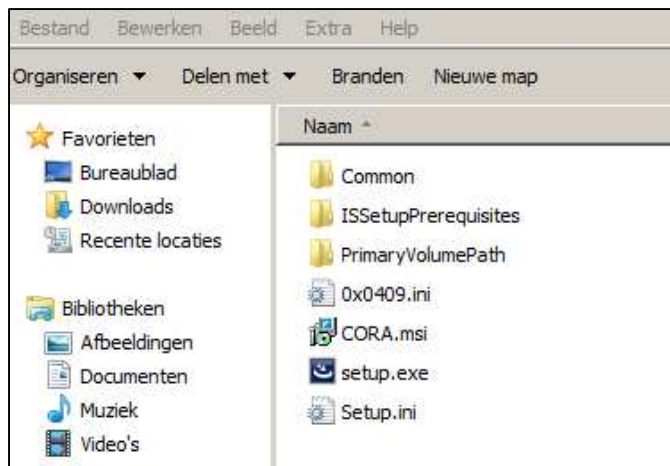 Bestand Bewerken Beeld Extra Help
Organiseren Delen met Branden Nieuwe map
Favorieten
Bureaublad
Downloads
Recente locaties
Bibliotheken
Afbeeldingen
Documenten
Muziek
Video's
Naam
Common
ISSetupPrerequisites
PrimaryVolumePath
0x0409.ini
CORA.msi
setup.exe
Setup.ini